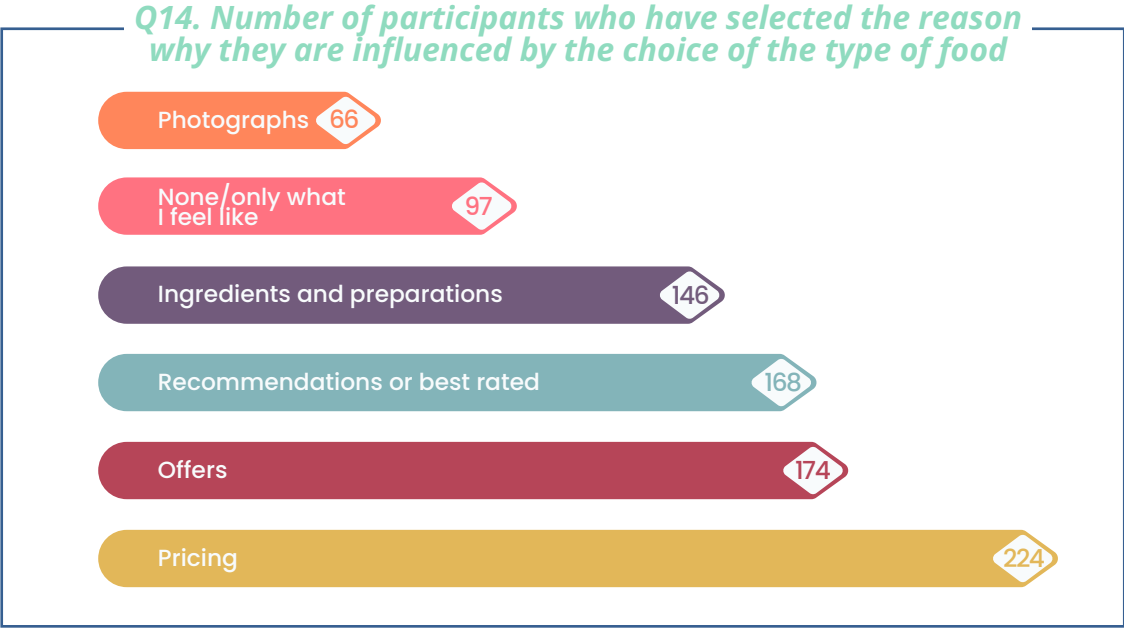 Q14. Number of participants who have selected the reason
why they are influenced by the choice of the type of food
Photographs 66
None/only what
I feel like
97
Ingredients and preparations 146
Recommendations or best rated 168
Offers 174
Pricing 224